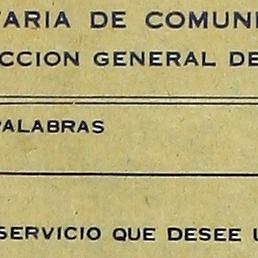 TARIA DE COMUNI
CCION GENERAL DE
PALABRAS
SERVICIO QUE DESEE U